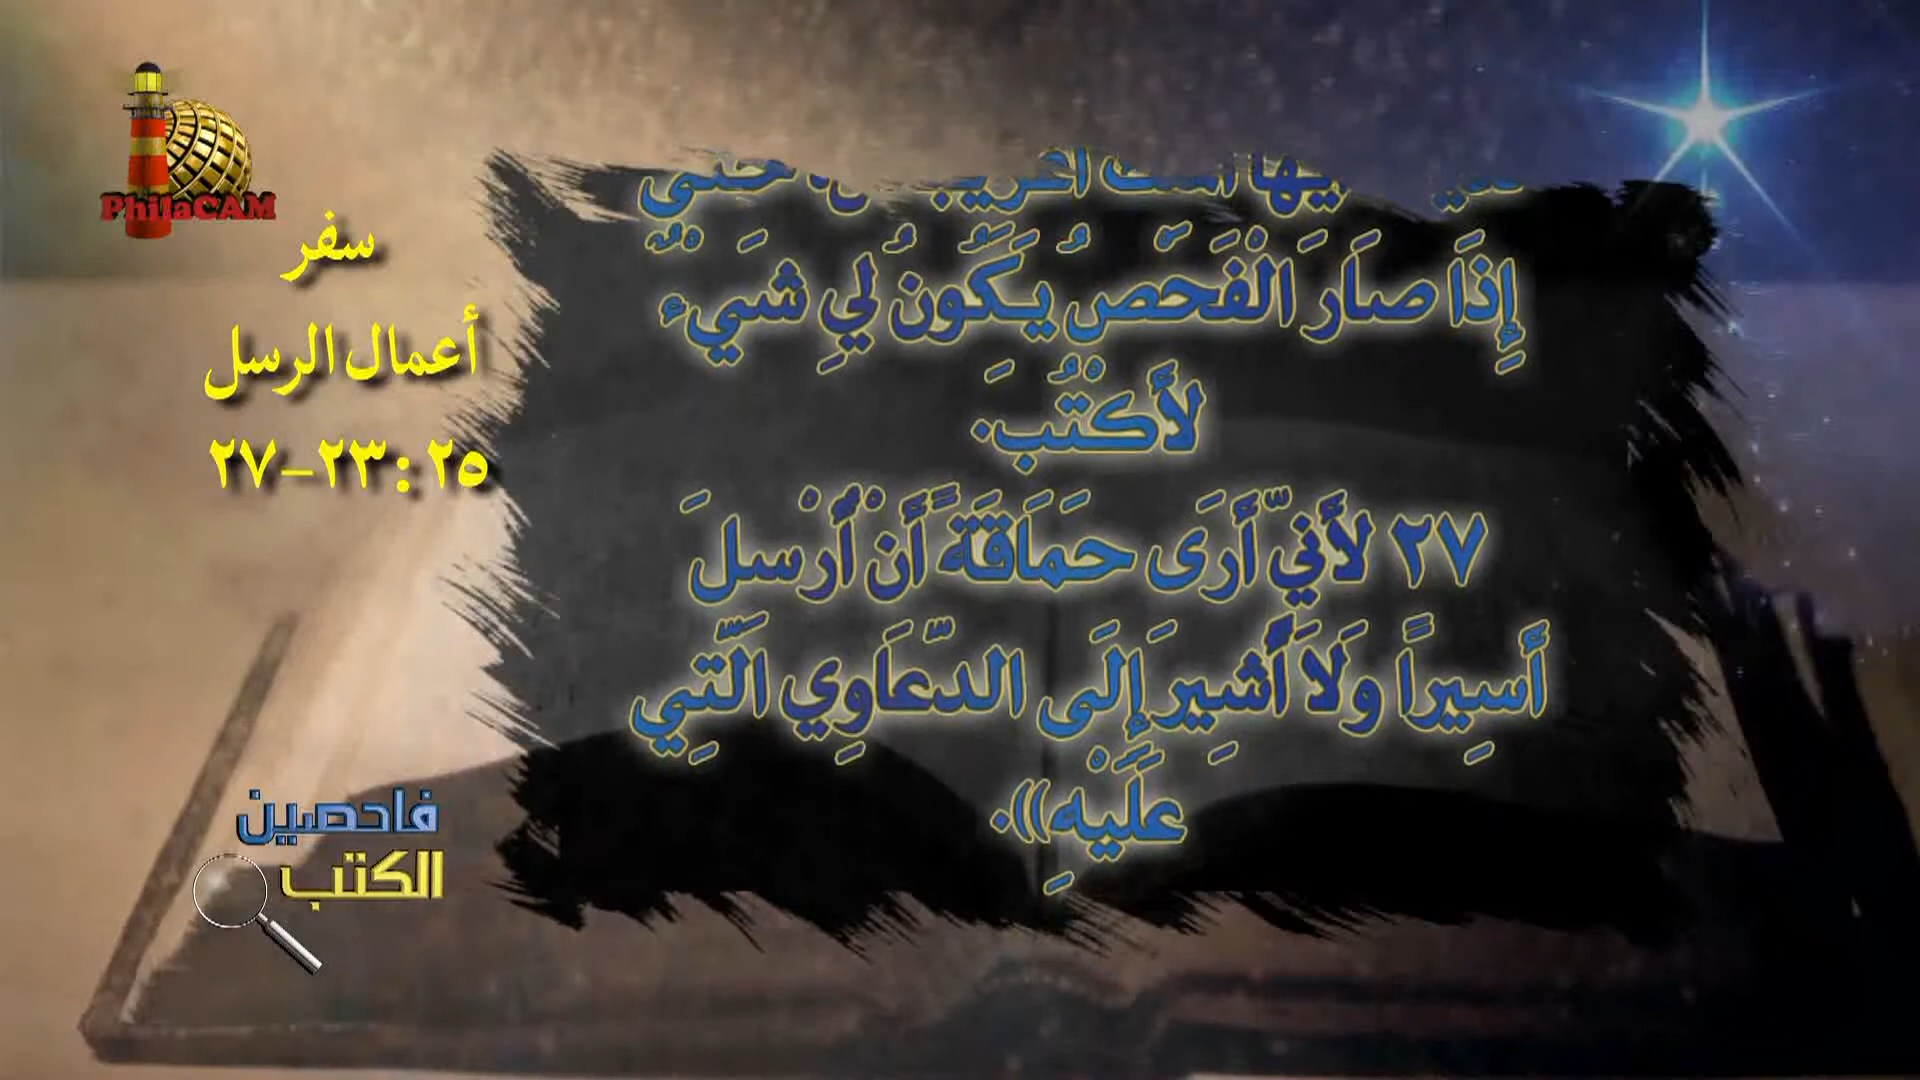 PhilaCAM
سفر
أعمال الرسل
٢٥ : ٢٣-٢٧
إِذَا صَارَ الْفَحَصُ يَكُونُ لِي شَيْءٌ
لأَكْتُبَ.
٢٧ لأَنِّي أَرَى حَمَاقَةً أَنْ أُرْسِلَ
أَسِيرًا وَلاَ أُشِيرَ إِلَى الدَّعَاوِي الَّتِي
عَلَيْهِ)).
فاحصين
الكتب